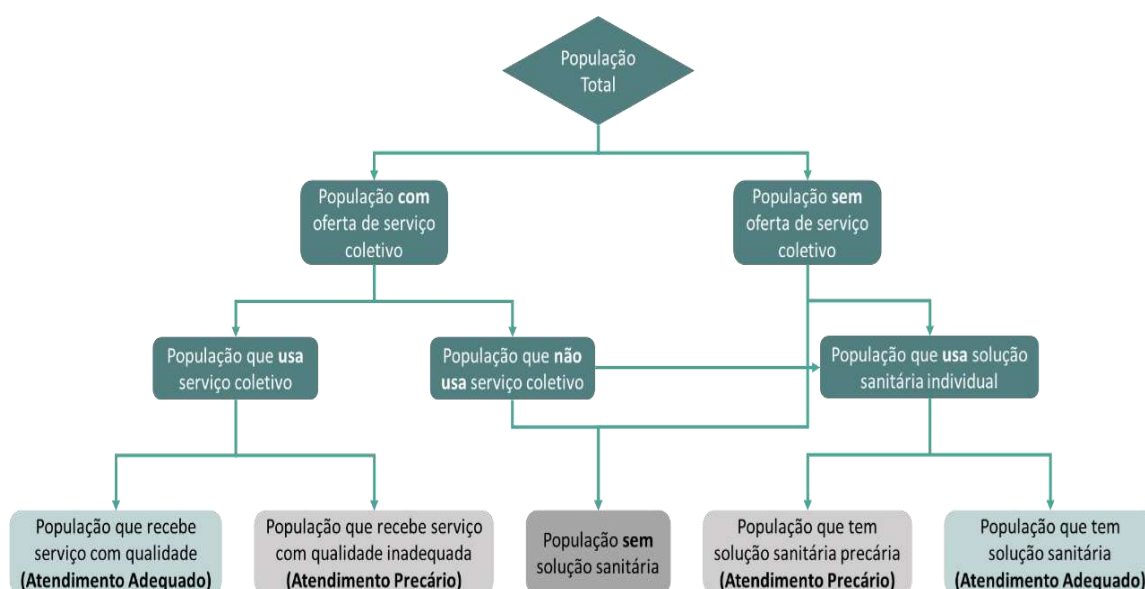 População
Total
População com
oferta de serviço
coletivo
População sem
oferta de serviço
coletivo
População que usa
serviço coletivo
População que não
usa serviço coletivo
População que usa solução
sanitária individual
População que recebe
serviço com qualidade
(Atendimento Adequado)
População que recebe serviço
com qualidade inadequada
(Atendimento Precário)
População sem
solução sanitária
População que tem
solução sanitária precária
(Atendimento Precário)
População que tem
solução sanitária
(Atendimento Adequado)